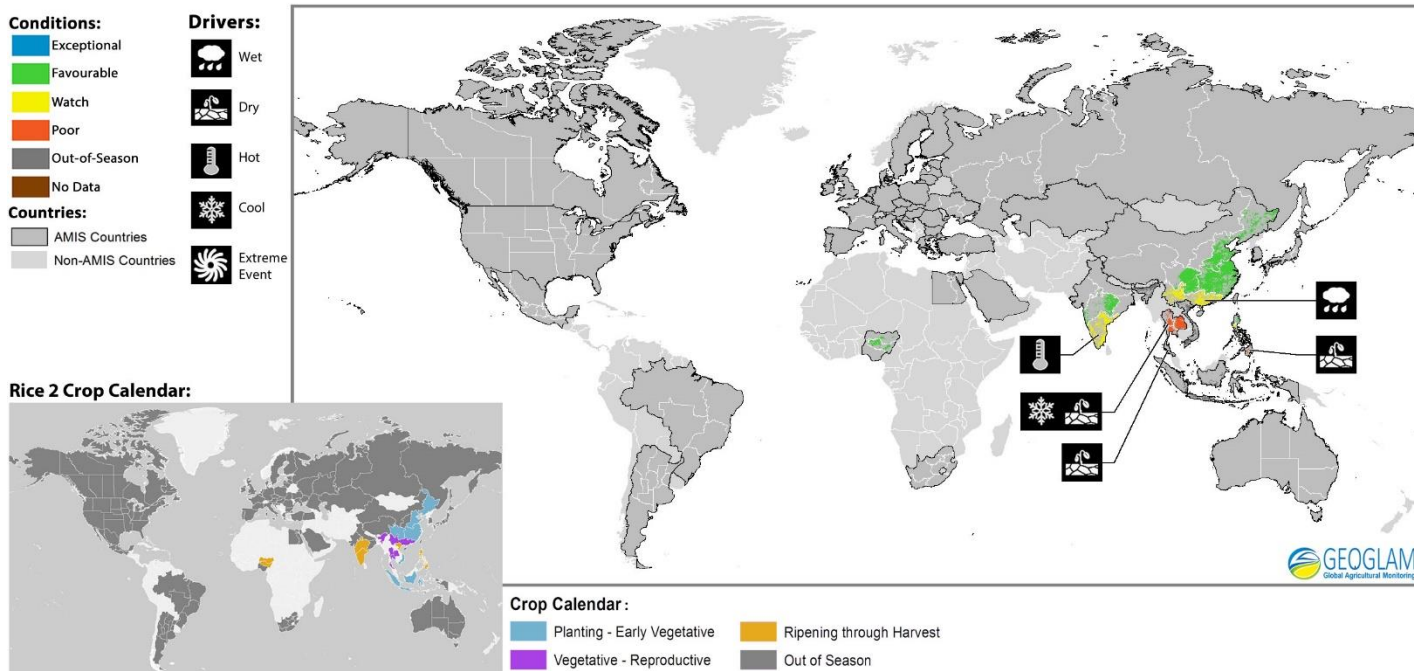 Conditions:
Exceptional
Favourable
Watch
Poor
Out-of-Season
No Data
Countries:
AMIS Countries
Non-AMIS Countries
Drivers:
Wet
Dry
Hot
Cool
Extreme
Event
Rice 2 Crop Calendar:
GEOGLAM
Global Agricultural Monitoring
Crop Calendar :
Planting - Early Vegetative
Vegetative - Reproductive
Ripening through Harvest
Out of Season